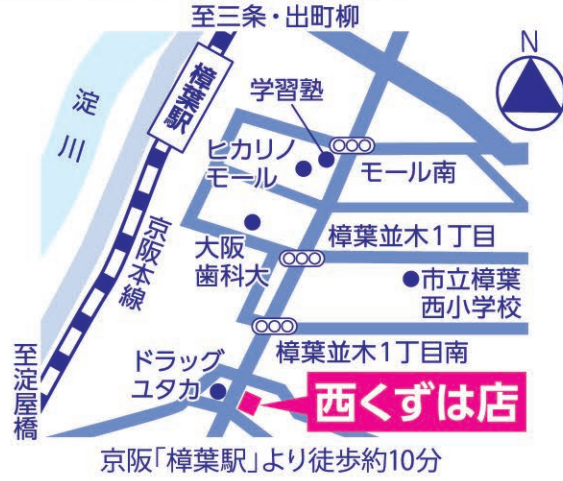 至三条・出町柳
N
樟葉駅
淀川
学習塾
ヒカリノ
モール
モール南
大阪
歯科大
樟葉並木1丁目
京阪本線
市立樟葉
西小学校
樟葉並木1丁目南
至淀屋橋
ドラッグ
ユタカ
西くずは店
京阪「樟葉駅」より徒歩約10分